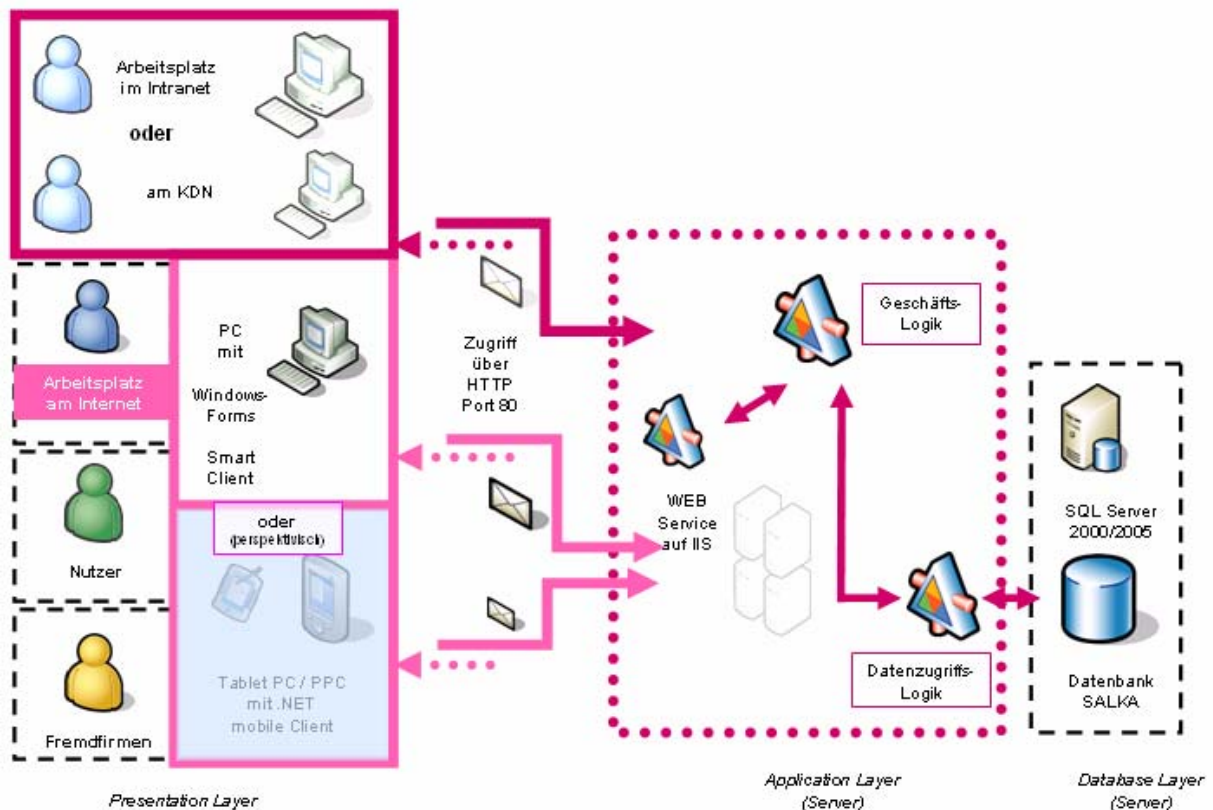 Arbeitsplatz
im Intranet
oder
am KDN
Arbeitsplatz
am Internet
Nutzer
Fremdfirmen
PC
mit
Windows-
Forms
Smart
Client
oder
(perspektivisch)
Tablet PC / PPC
mit .NET
mobile Client
Zugriff
über
HTTP
Port 80
WEB
Service
auf IIS
Geschäfts-
Logik
Datenzugriffs-
Logik
SQL Server
2000/2005
Datenbank
SALKA
Presentation Layer
Application Layer
(Server)
Database Layer
(Server)